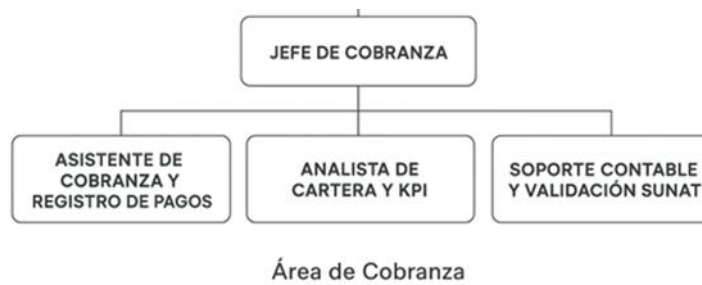 JEFE DE COBRANZA
ASISTENTE DE
COBRANZA Y
REGISTRO DE PAGOS
ANALISTA DE
CARTERA Y KPI
SOPORTE CONTABLE
Y VALIDACIÓN SUNAT
Área de Cobranza